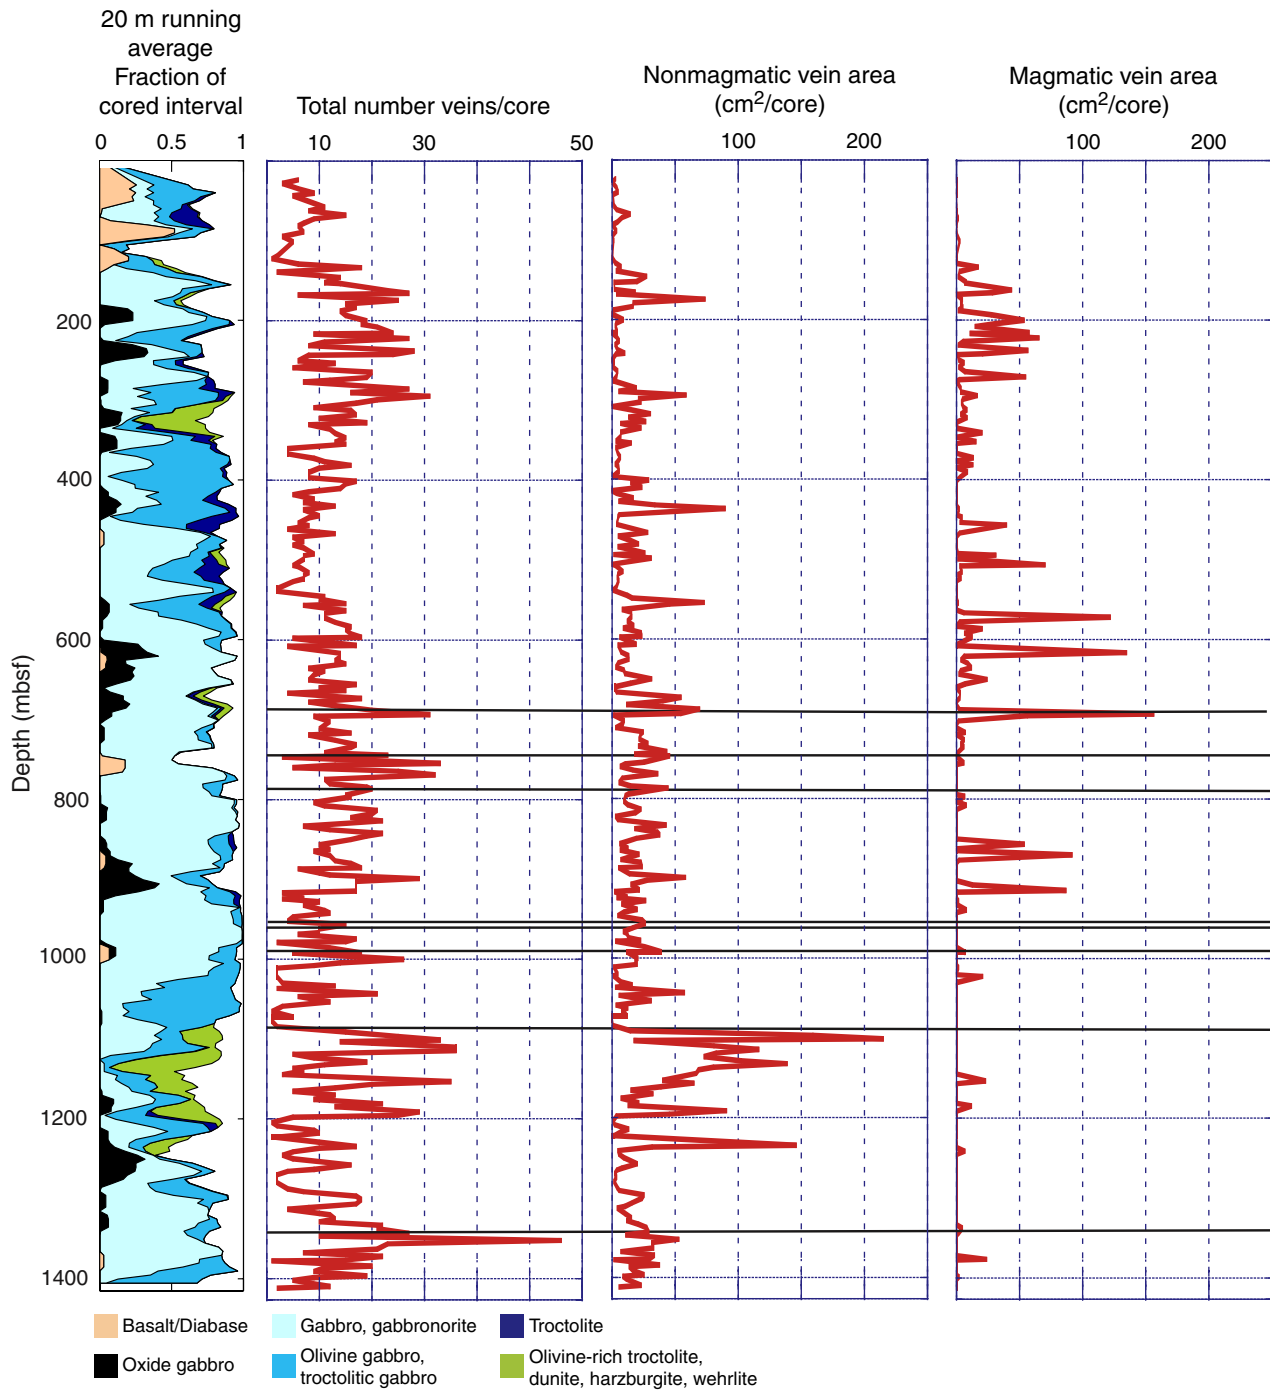 20 m running
average
Fraction of
cored interval
0 0.5 1
Total number veins/core
10 30 50
Nonmagmatic vein area
(cm2/core)
100 200
Magmatic vein area
(cm2/core)
100 200
Depth (mbsf)
200
400
600
800
1000
1200
1400
Basalt/Diabase
Oxide gabbro
Gabbro, gabbronorite
Olivine gabbro,
troctolitic gabbro
Troctolite
Olivine-rich troctolite,
dunite, harzburgite, wehrlite